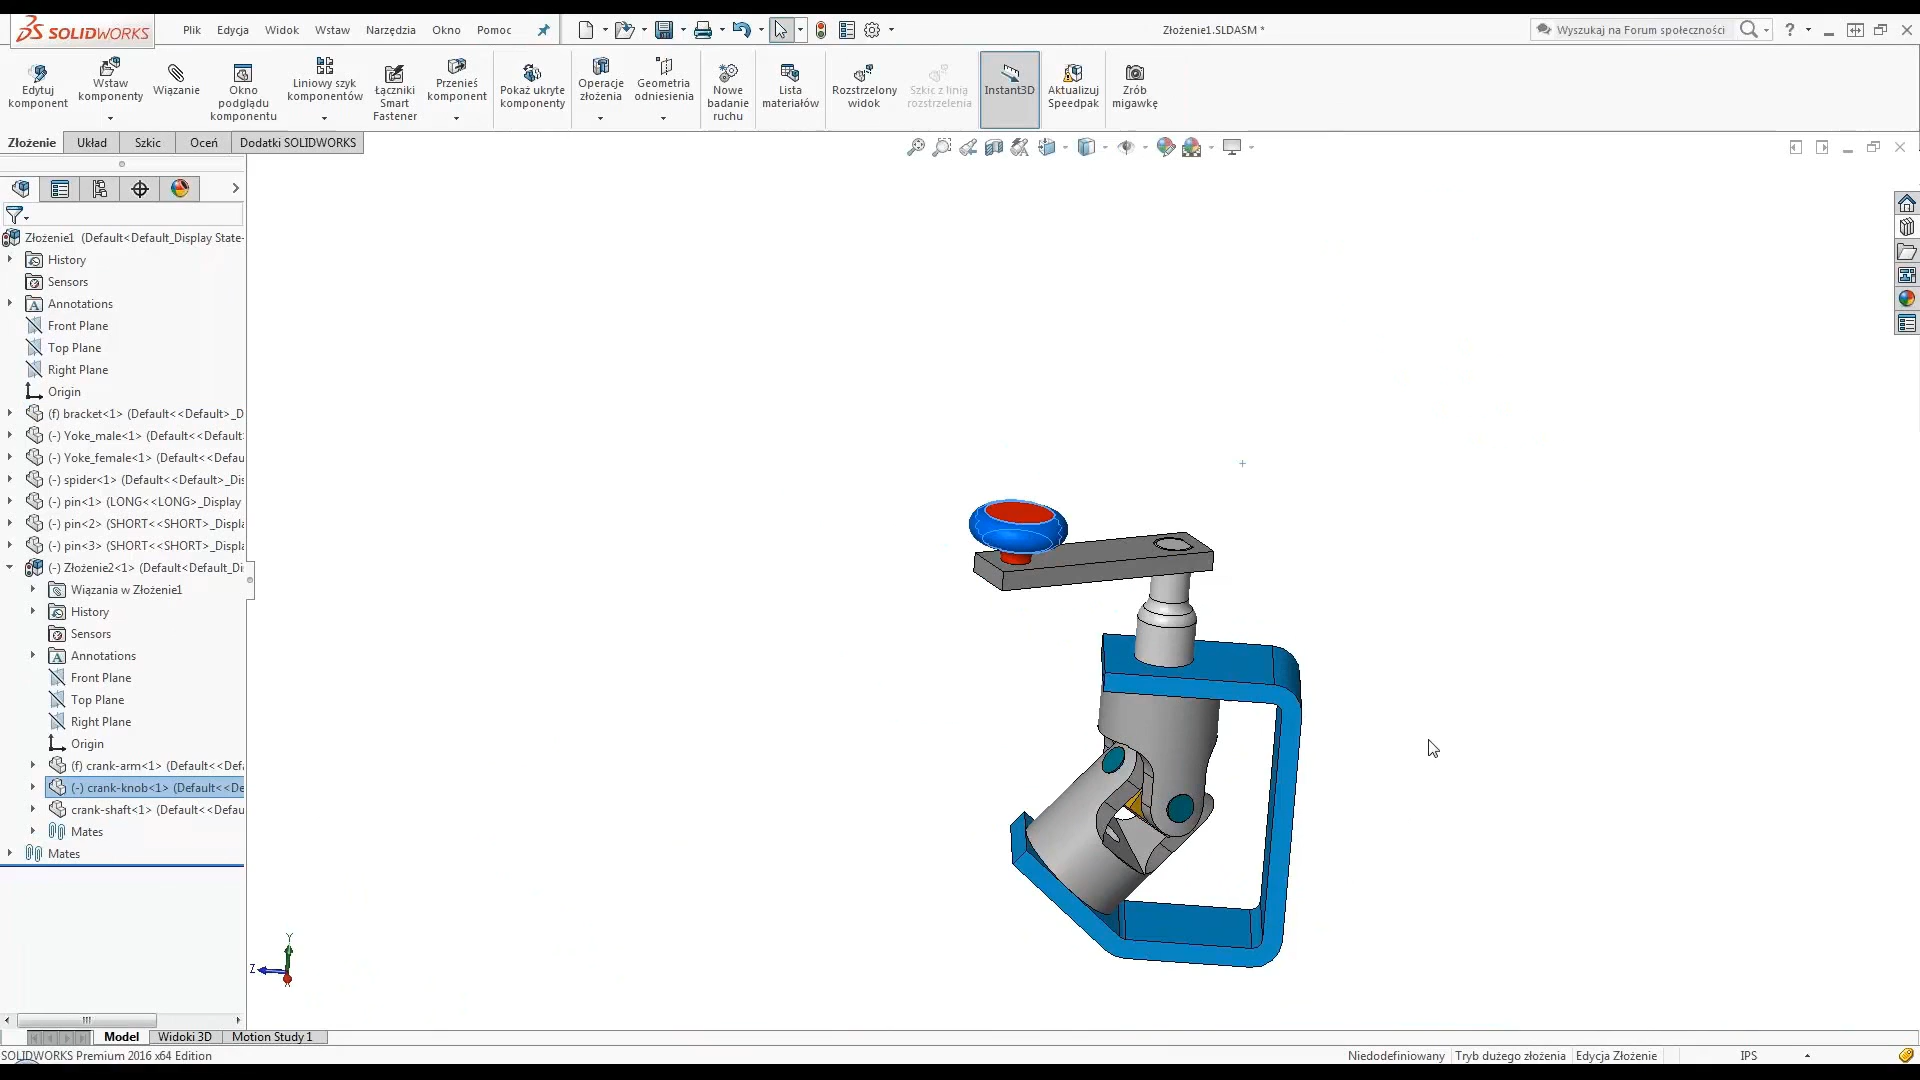 SOLIDWORKS
Plik Edycja Widok Wstaw Narzędzia Okno Pomoc
Złożenie1.SLDASM *
Wyszukaj na Forum społeczności
?
Edytuj komponent
Wstaw komponenty
Wiązanie
Okno podglądu komponentu
Liniowy szyk komponentów
Łączniki Smart Fastener
Przenieś komponent
Pokaż ukryte komponenty
Operacje złożenia
Geometria odniesienia
Nowe badanie ruchu
Lista materiałów
Rozstrzelony widok
Szkic z linią rozstrzelenia
Instant3D
Aktualizuj Speedpak
Zrób migawkę
Złożenie Układ Szkic Oceń Dodatki SOLIDWORKS
Złożenie1 (Default<Default_Display State-
History
Sensors
Annotations
Front Plane
Top Plane
Right Plane
Origin
(f) bracket<1> (Default<<Default>_D
(-) Yoke_male<1> (Default<<Default
(-) Yoke_female<1> (Default<<Defau
(-) spider<1> (Default<<Default>_Dis
(-) pin<1> (LONG<<LONG>_Display
(-) pin<2> (SHORT<<SHORT>_Displa
(-) pin<3> (SHORT<<SHORT>_Displa
(-) Złożenie2<1> (Default<Default_Di
Wiązania w Złożenie1
History
Sensors
Annotations
Front Plane
Top Plane
Right Plane
Origin
(f) crank-arm<1> (Default<<Def
(-) crank-knob<1> (Default<<De
crank-shaft<1> (Default<<Defau
Mates
Mates
Y
Z
X
Model Widoki 3D Motion Study 1
SOLIDWORKS Premium 2016 x64 Edition
Niedodefiniowany Tryb dużego złożenia Edycja Złożenie IPS